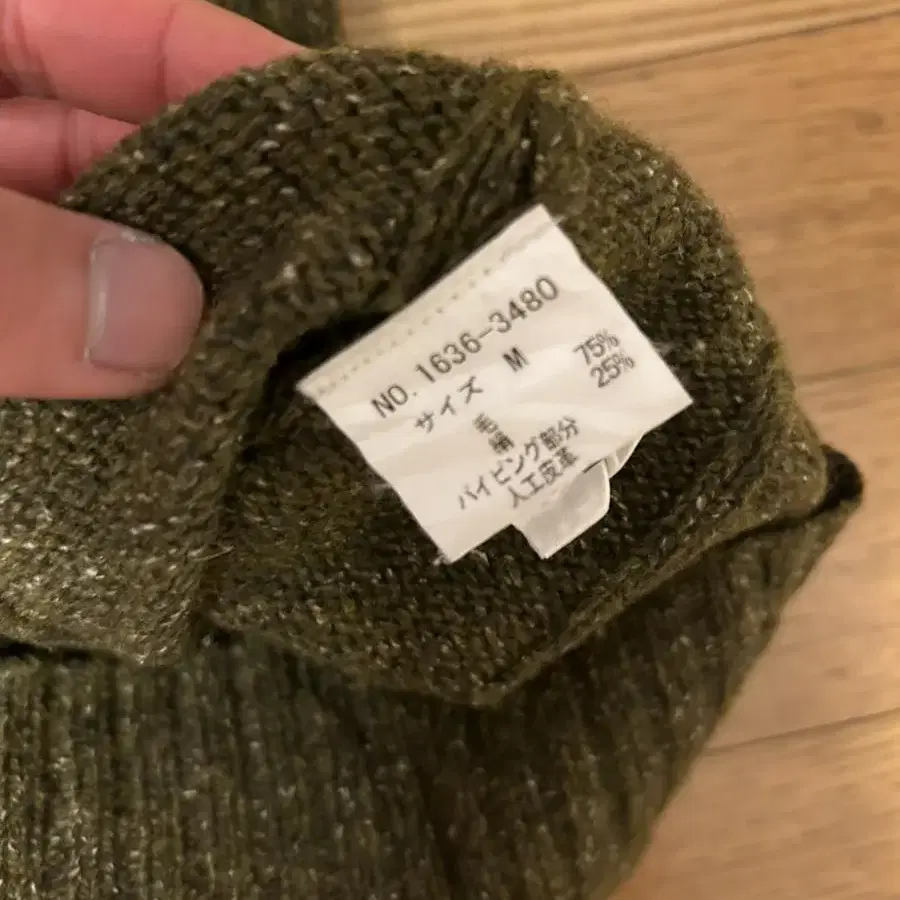 NO. 1636-3480
サイズ M
毛 75%
絹 25%
パイピング部分
人工皮革